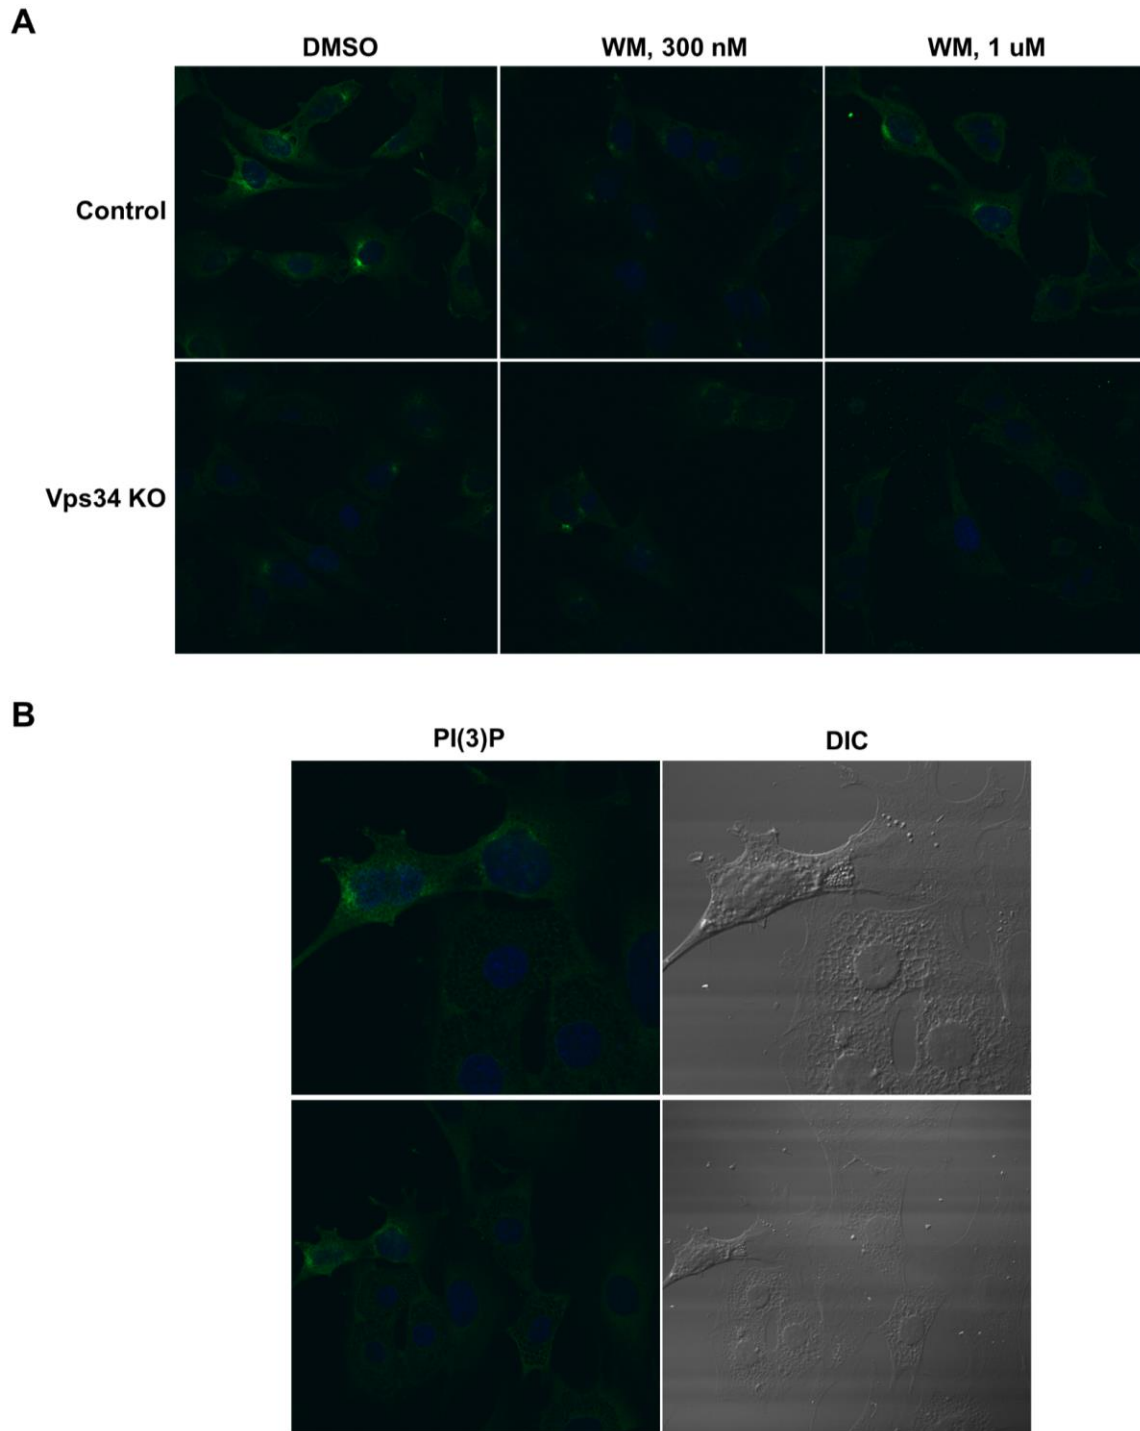 A
DMSO WM, 300 nM WM, 1 uM
Control
Vps34 KO
B
PI(3)P DIC